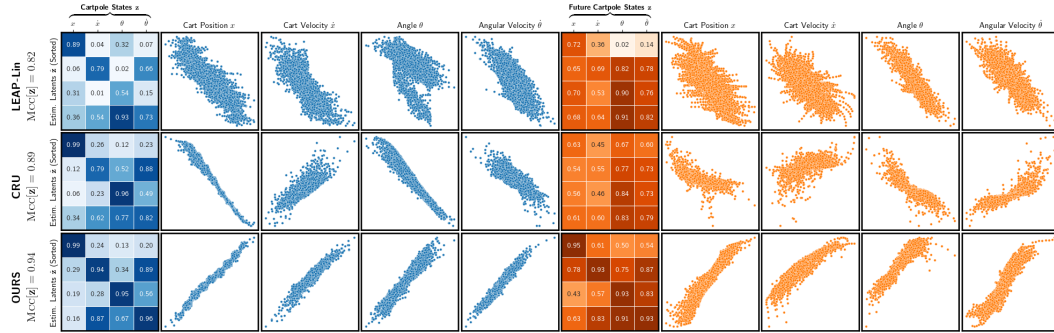 Cartpole States z
Future Cartpole States z
x ẋ θ θ̇
Cart Position x
Cart Velocity ẋ
Angle θ
Angular Velocity θ̇
x ẋ θ θ̇
Cart Position x
Cart Velocity ẋ
Angle θ
Angular Velocity θ̇
LEAP-Lin
Mcc[z] = 0.82
Estim. Latents ẑ (Sorted)
0.89 0.04 0.32 0.07
0.06 0.79 0.02 0.66
0.31 0.01 0.54 0.15
0.36 0.54 0.93 0.73
0.72 0.36 0.02 0.14
0.65 0.69 0.82 0.78
0.70 0.53 0.90 0.76
0.68 0.64 0.91 0.82
CRU
Mcc[z] = 0.89
Estim. Latents ẑ (Sorted)
0.99 0.26 0.12 0.23
0.12 0.79 0.52 0.88
0.06 0.23 0.96 0.49
0.34 0.62 0.77 0.82
0.63 0.45 0.67 0.60
0.54 0.55 0.77 0.73
0.56 0.46 0.84 0.73
0.61 0.60 0.83 0.79
OURS
Mcc[z] = 0.94
Estim. Latents ẑ (Sorted)
0.99 0.24 0.13 0.20
0.29 0.94 0.34 0.89
0.19 0.28 0.95 0.56
0.16 0.87 0.67 0.96
0.95 0.61 0.50 0.54
0.78 0.93 0.75 0.87
0.43 0.57 0.93 0.83
0.63 0.83 0.91 0.93